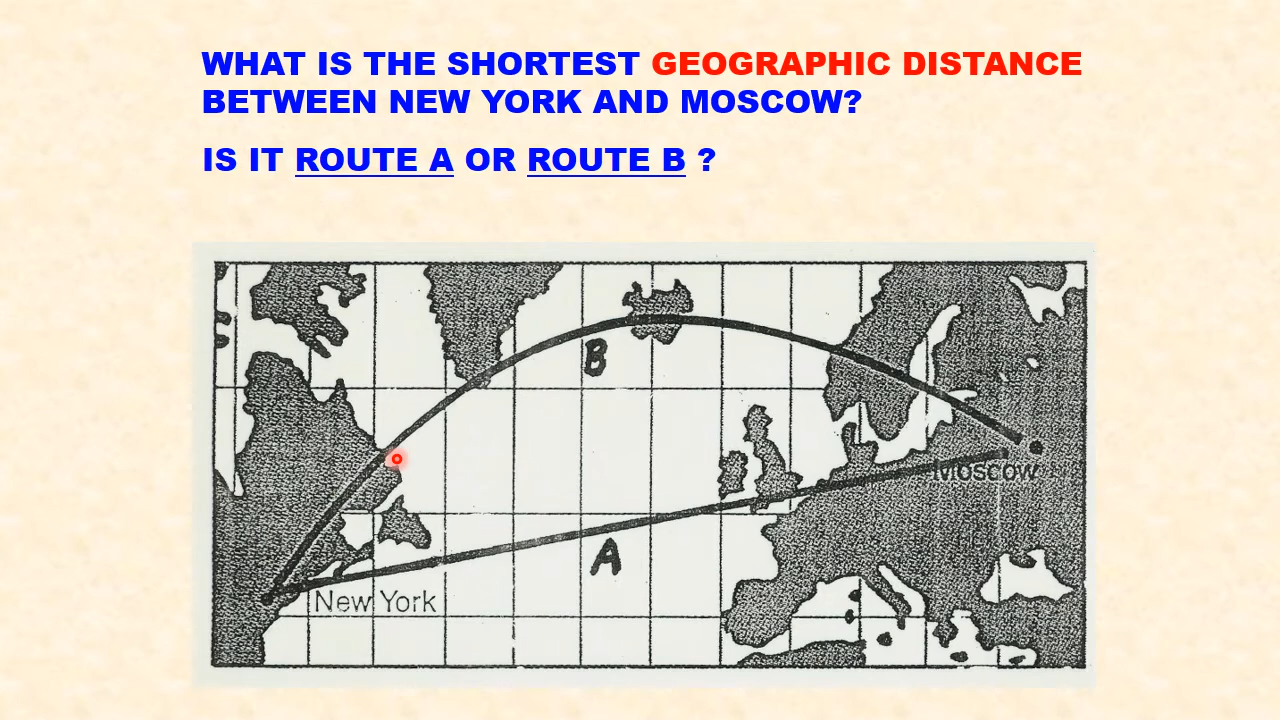 WHAT IS THE SHORTEST GEOGRAPHIC DISTANCE
BETWEEN NEW YORK AND MOSCOW?
IS IT ROUTE A OR ROUTE B ?
B
Moscow
A
New York